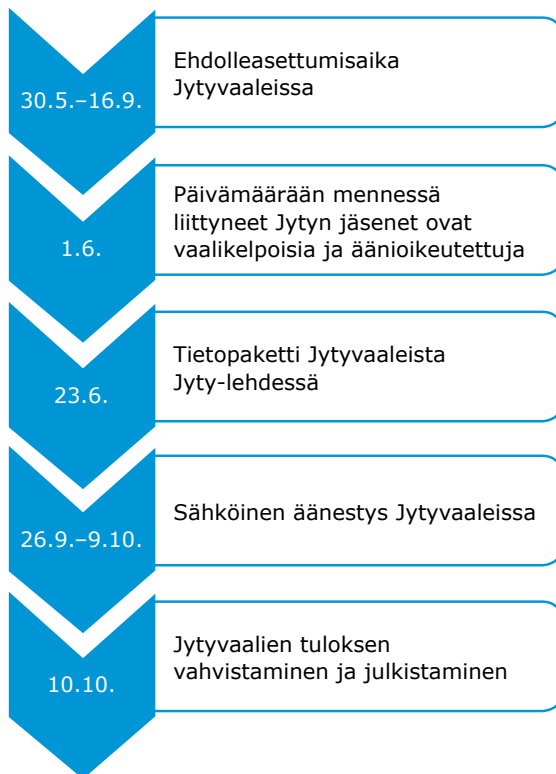 30.5.–16.9.
Ehdolleasettumisaika
Jytyvaaleissa
1.6.
Päivämäärään mennessä
liittyneet Jytyn jäsenet ovat
vaalikelpoisia ja äänioikeutettuja
23.6.
Tietopaketti Jytyvaaleista
Jyty-lehdessä
26.9.–9.10.
Sähköinen äänestys Jytyvaaleissa
10.10.
Jytyvaalien tuloksen
vahvistaminen ja julkistaminen